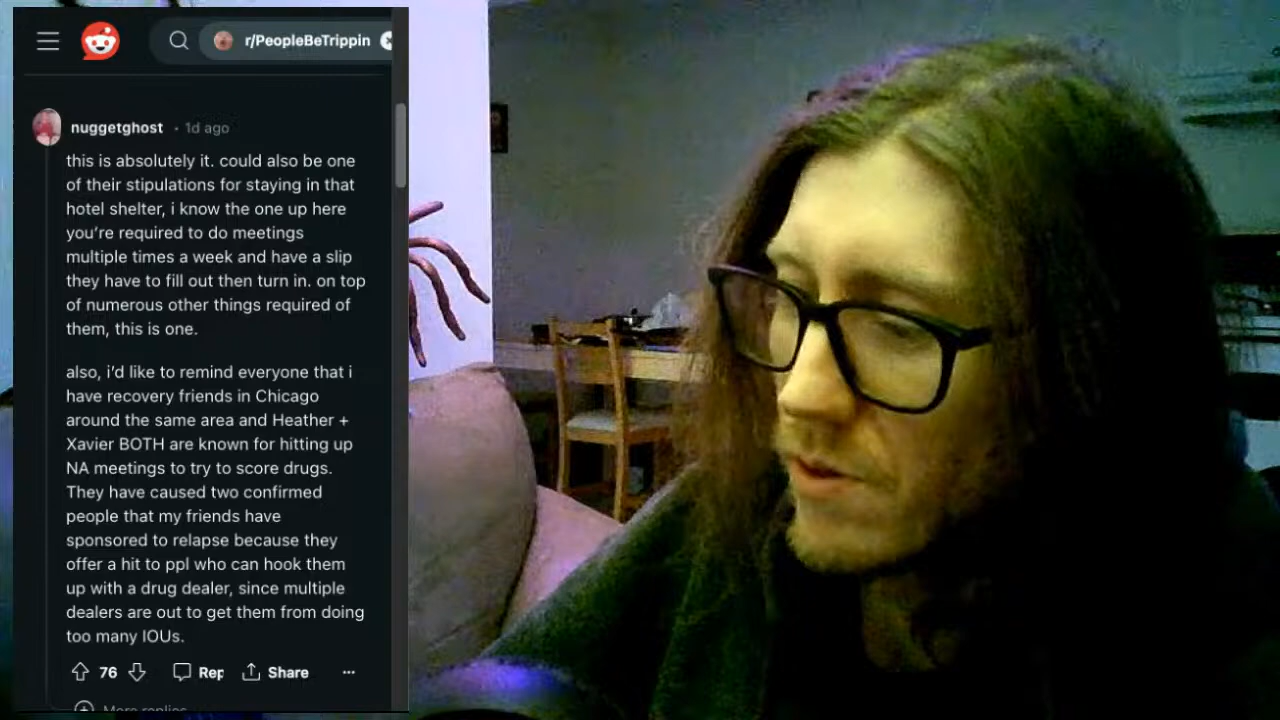 r/PeopleBeTrippin
nuggetghost • 1d ago
this is absolutely it. could also be one
of their stipulations for staying in that
hotel shelter, i know the one up here
you're required to do meetings
multiple times a week and have a slip
they have to fill out then turn in. on top
of numerous other things required of
them, this is one.
also, i'd like to remind everyone that i
have recovery friends in Chicago
around the same area and Heather +
Xavier BOTH are known for hitting up
NA meetings to try to score drugs.
They have caused two confirmed
people that my friends have
sponsored to relapse because they
offer a hit to ppl who can hook them
up with a drug dealer, since multiple
dealers are out to get them from doing
too many IOUs.
76 Rep Share ...
More replies